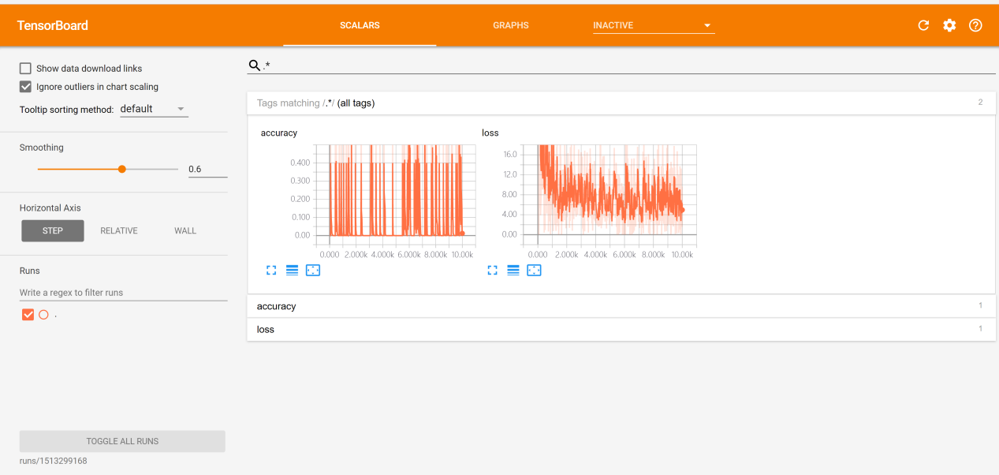 TensorBoard SCALARS GRAPHS INACTIVE
Show data download links
Ignore outliers in chart scaling
Tooltip sorting method: default
Smoothing
0.6
Horizontal Axis
STEP RELATIVE WALL
Runs
Write a regex to filter runs
.
TOGGLE ALL RUNS
runs/1513299168
.*
Tags matching /.*/ (all tags) 2
accuracy
0.400
0.300
0.200
0.100
0.00
0.000 2.000k 4.000k 6.000k 8.000k 10.00k
loss
16.0
12.0
8.00
4.00
0.00
0.000 2.000k 4.000k 6.000k 8.000k 10.00k
accuracy 1
loss 1